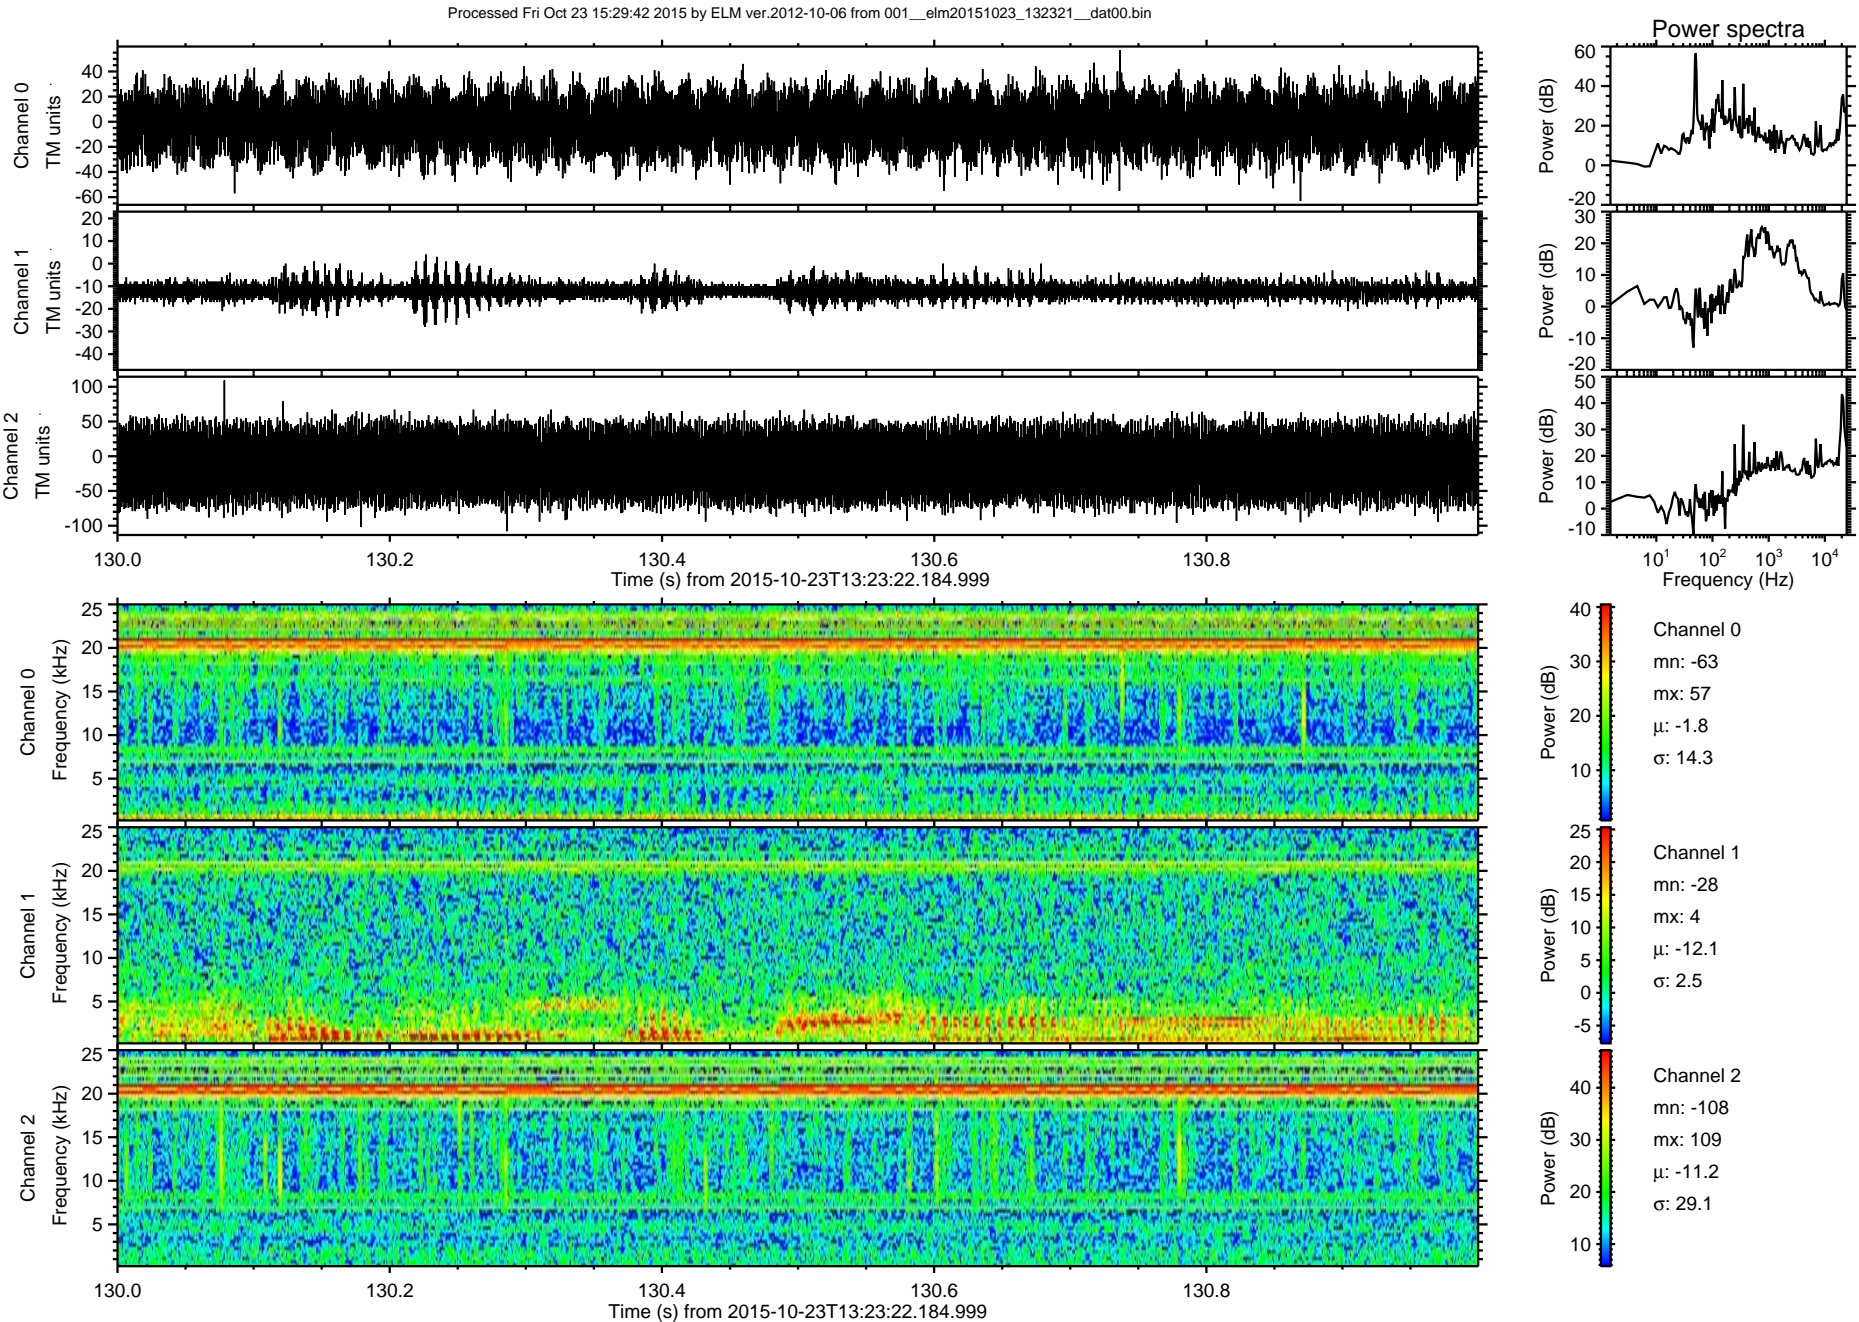 Processed Fri Oct 23 15:29:42 2015 by ELM ver.2012-10-06 from 001__elm20151023_132321__dat00.bin
Power spectra
Channel 0
TM units
40
20
0
-20
-40
-60
Power (dB)
60
40
20
0
-20
Channel 1
TM units
20
10
0
-10
-20
-30
-40
Power (dB)
30
20
10
0
-10
-20
Channel 2
TM units
100
50
0
-50
-100
Power (dB)
50
40
30
20
10
0
-10
130.0 130.2 130.4 130.6 130.8
Time (s) from 2015-10-23T13:23:22.184.999
10^1 10^2 10^3 10^4
Frequency (Hz)
Channel 0
Frequency (kHz)
25
20
15
10
5
Power (dB)
40
30
20
10
Channel 0
mn: -63
mx: 57
µ: -1.8
σ: 14.3
Channel 1
Frequency (kHz)
25
20
15
10
5
Power (dB)
25
20
15
10
5
0
-5
Channel 1
mn: -28
mx: 4
µ: -12.1
σ: 2.5
Channel 2
Frequency (kHz)
25
20
15
10
5
Power (dB)
40
30
20
10
Channel 2
mn: -108
mx: 109
µ: -11.2
σ: 29.1
130.0 130.2 130.4 130.6 130.8
Time (s) from 2015-10-23T13:23:22.184.999